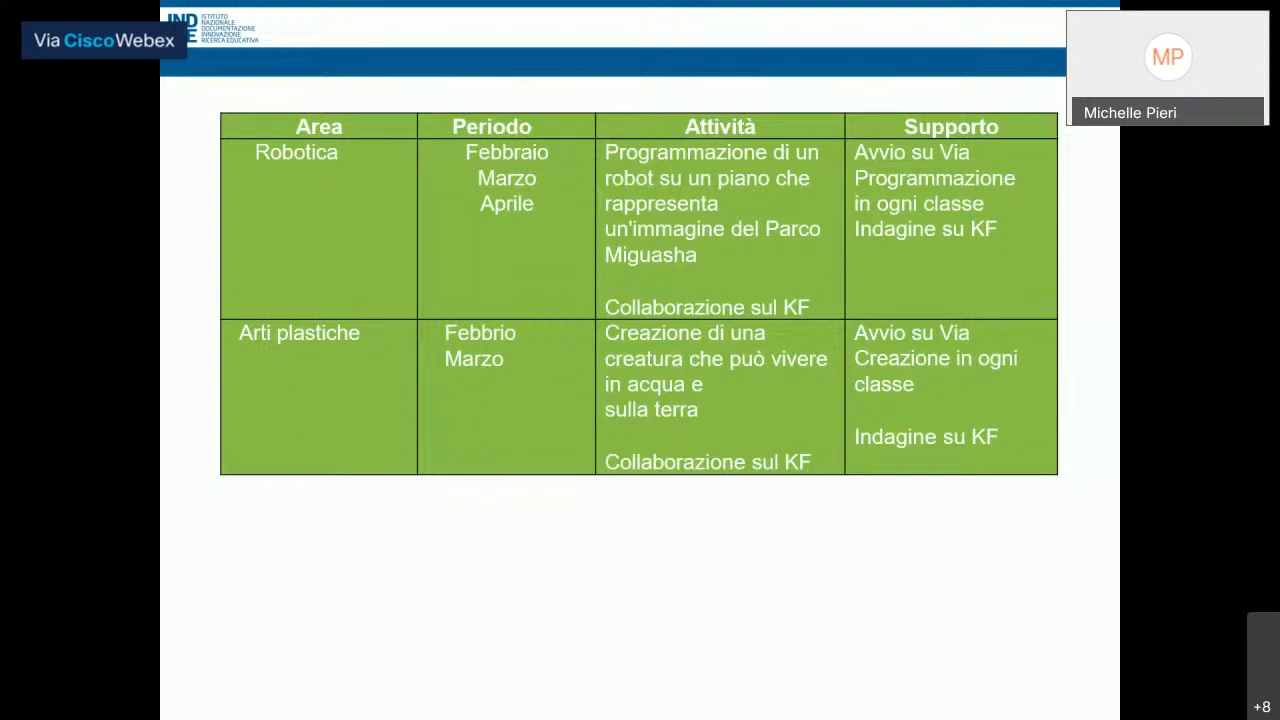 IND
E
ISTITUTO
NAZIONALE
DOCUMENTAZIONE
INNOVAZIONE
RICERCA EDUCATIVA
Via CiscoWebex
MP
Michelle Pieri
Area Periodo Attività Supporto
Robotica
Febbraio
Marzo
Aprile
Programmazione di un
robot su un piano che
rappresenta
un'immagine del Parco
Miguasha
Collaborazione sul KF
Avvio su Via
Programmazione
in ogni classe
Indagine su KF
Arti plastiche
Febbrio
Marzo
Creazione di una
creatura che può vivere
in acqua e
sulla terra
Collaborazione sul KF
Avvio su Via
Creazione in ogni
classe
Indagine su KF
+8